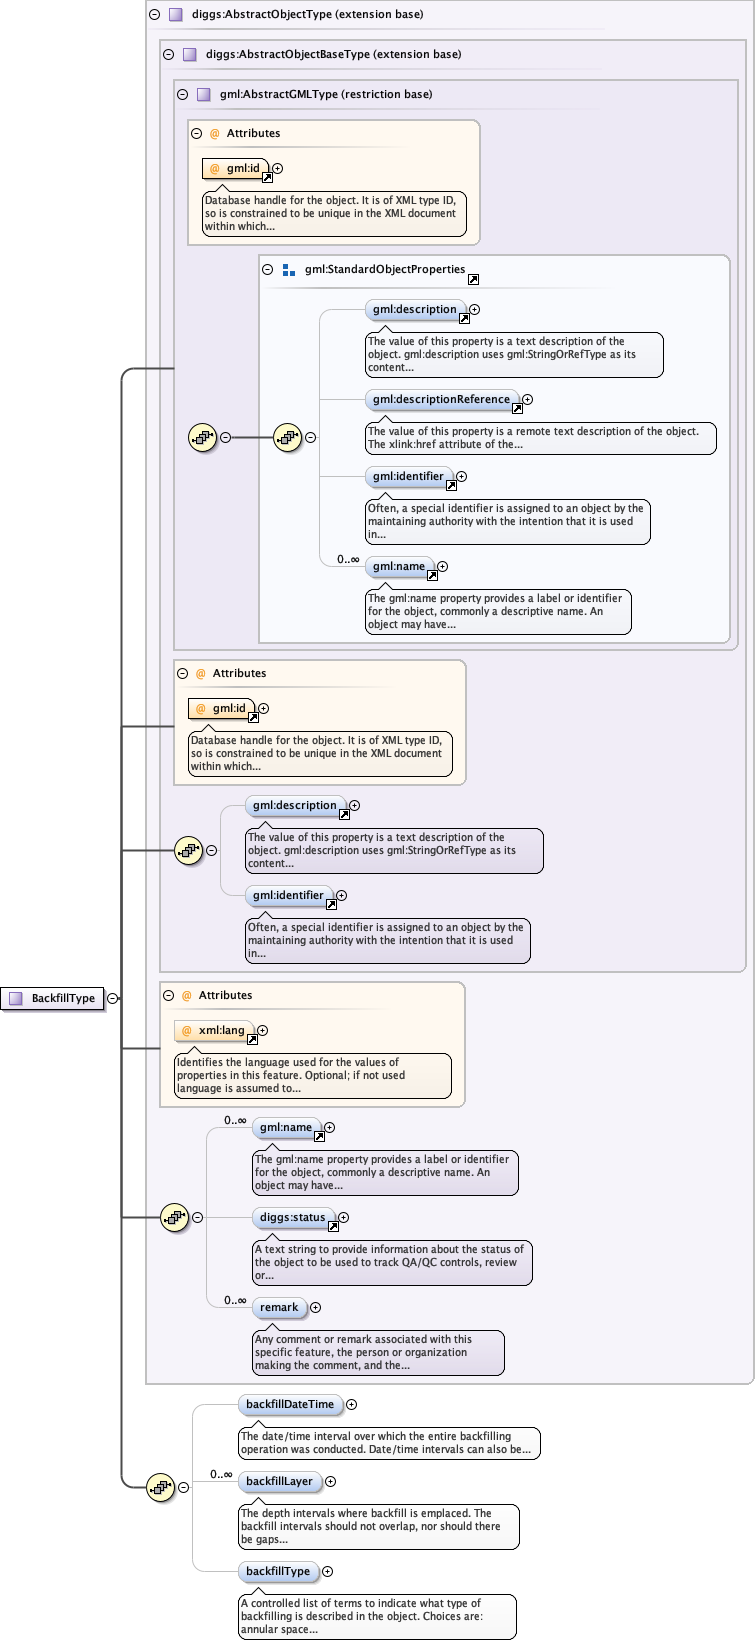 diggs:AbstractObjectType (extension base)
diggs:AbstractObjectBaseType (extension base)
gml:AbstractGMLType (restriction base)
@ Attributes
@ gml:id
Database handle for the object. It is of XML type ID,
so is constrained to be unique in the XML document
within which...
gml:StandardObjectProperties
gml:description
The value of this property is a text description of the
object. gml:description uses gml:StringOrRefType as its
content...
gml:descriptionReference
The value of this property is a remote text description of the object.
The xlink:href attribute of the...
gml:identifier
Often, a special identifier is assigned to an object by the
maintaining authority with the intention that it is used
in...
0..∞
gml:name
The gml:name property provides a label or identifier
for the object, commonly a descriptive name. An
object may have...
@ Attributes
@ gml:id
Database handle for the object. It is of XML type ID,
so is constrained to be unique in the XML document
within which...
gml:description
The value of this property is a text description of the
object. gml:description uses gml:StringOrRefType as its
content...
gml:identifier
Often, a special identifier is assigned to an object by the
maintaining authority with the intention that it is used
in...
BackfillType
@ Attributes
@ xml:lang
Identifies the language used for the values of
properties in this feature. Optional; if not used
language is assumed to...
0..∞
gml:name
The gml:name property provides a label or identifier
for the object, commonly a descriptive name. An
object may have...
diggs:status
A text string to provide information about the status of
the object to be used to track QA/QC controls, review
or...
0..∞
remark
Any comment or remark associated with this
specific feature, the person or organization
making the comment, and the...
backfillDateTime
The date/time interval over which the entire backfilling
operation was conducted. Date/time intervals can also be...
0..∞
backfillLayer
The depth intervals where backfill is emplaced. The
backfill intervals should not overlap, nor should there
be gaps...
backfillType
A controlled list of terms to indicate what type of
backfilling is described in the object. Choices are:
annular space...